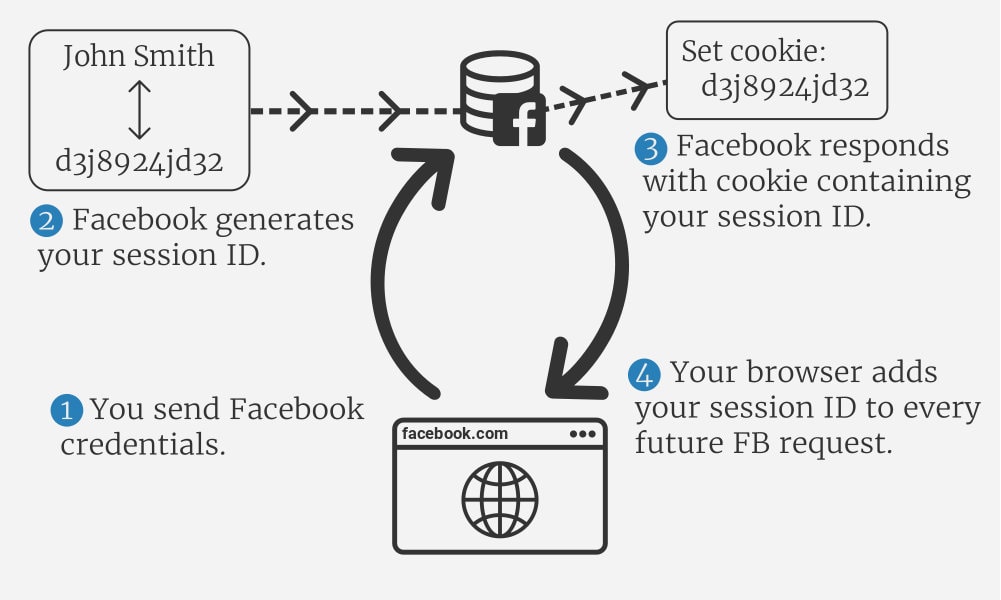 John Smith
d3j8924jd32
2 Facebook generates
your session ID.
Set cookie:
d3j8924jd32
3 Facebook responds
with cookie containing
your session ID.
1 You send Facebook
credentials.
facebook.com
4 Your browser adds
your session ID to every
future FB request.